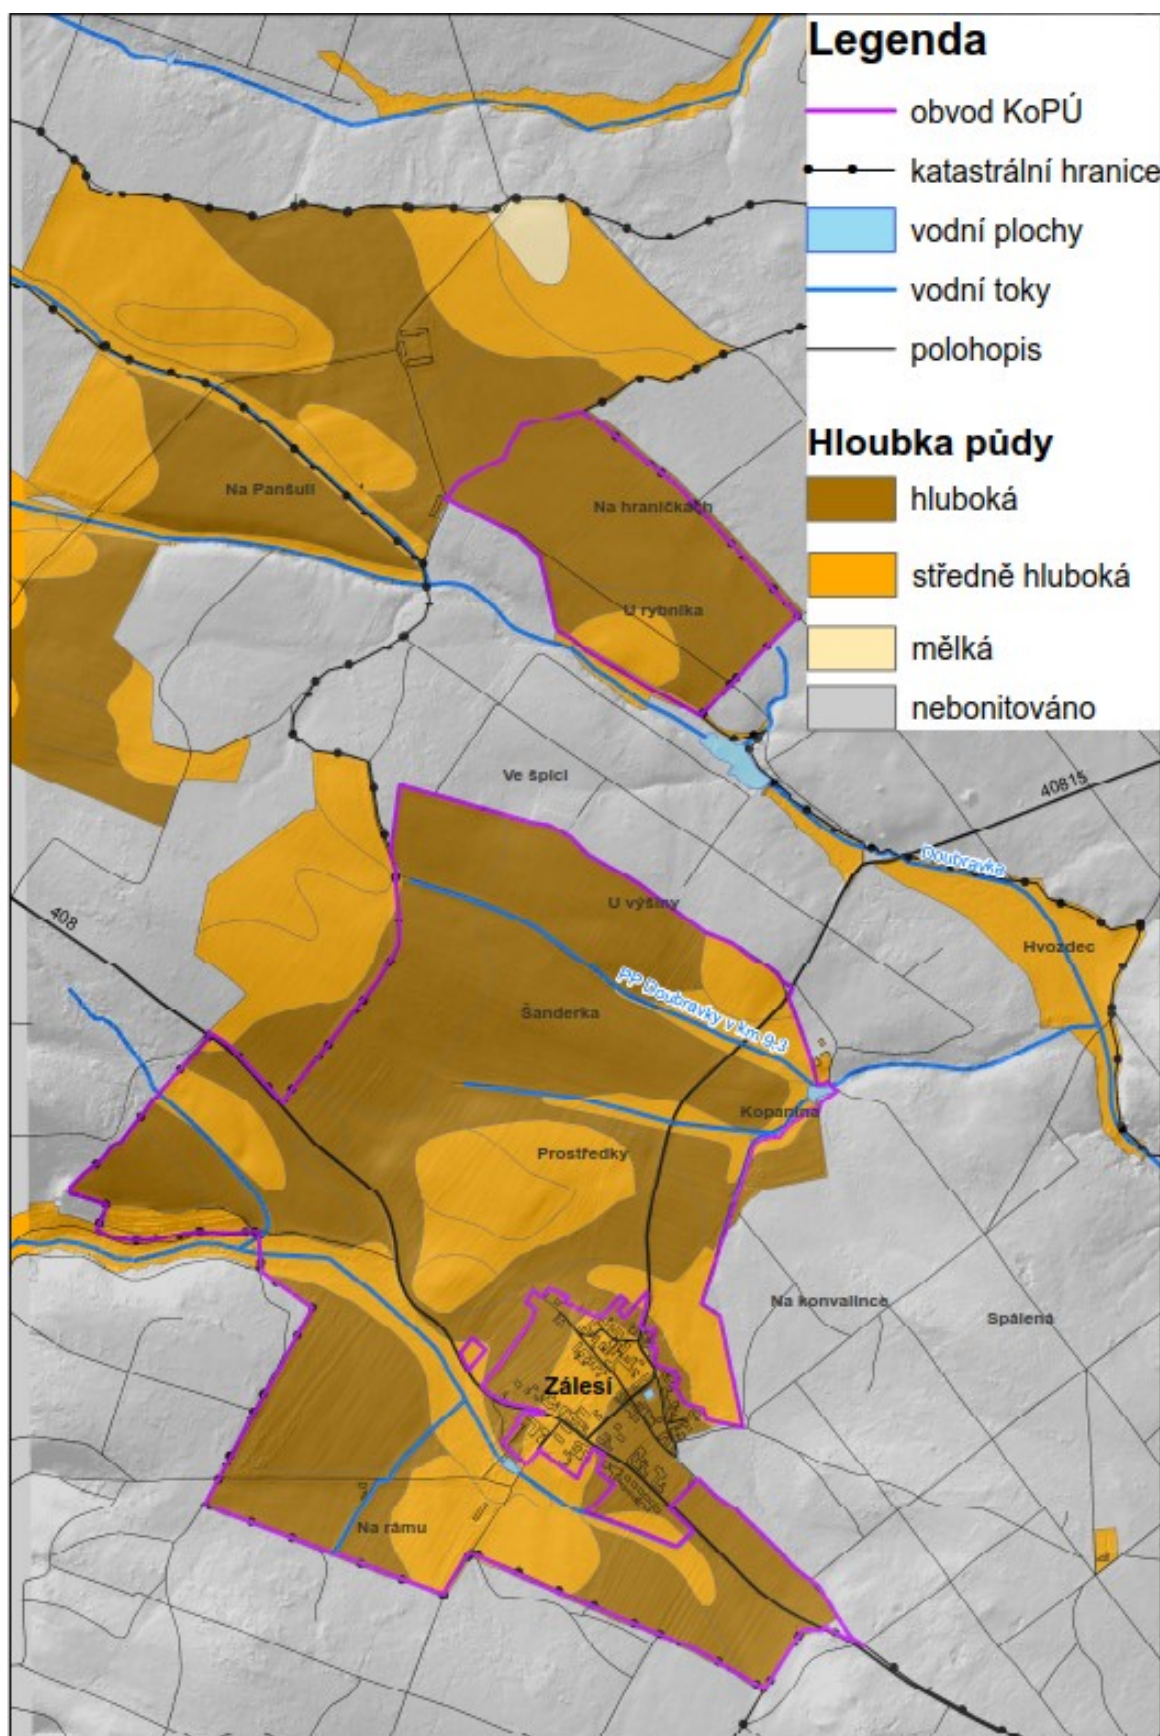 Legenda
obvod KoPÚ
katastrální hranice
vodní plochy
vodní toky
polohopis
Hloubka půdy
hluboká
středně hluboká
mělká
nebonitováno
Na Panšuli
Na hraničkách
U rybníka
Ve špici
40815
Doubravka
U výšiny
408
Hvozdec
PP Doubravky v km 9,3
Šanderka
Kopanina
Prostředky
Na konvalince
Spálená
Zálesí
Na rámu